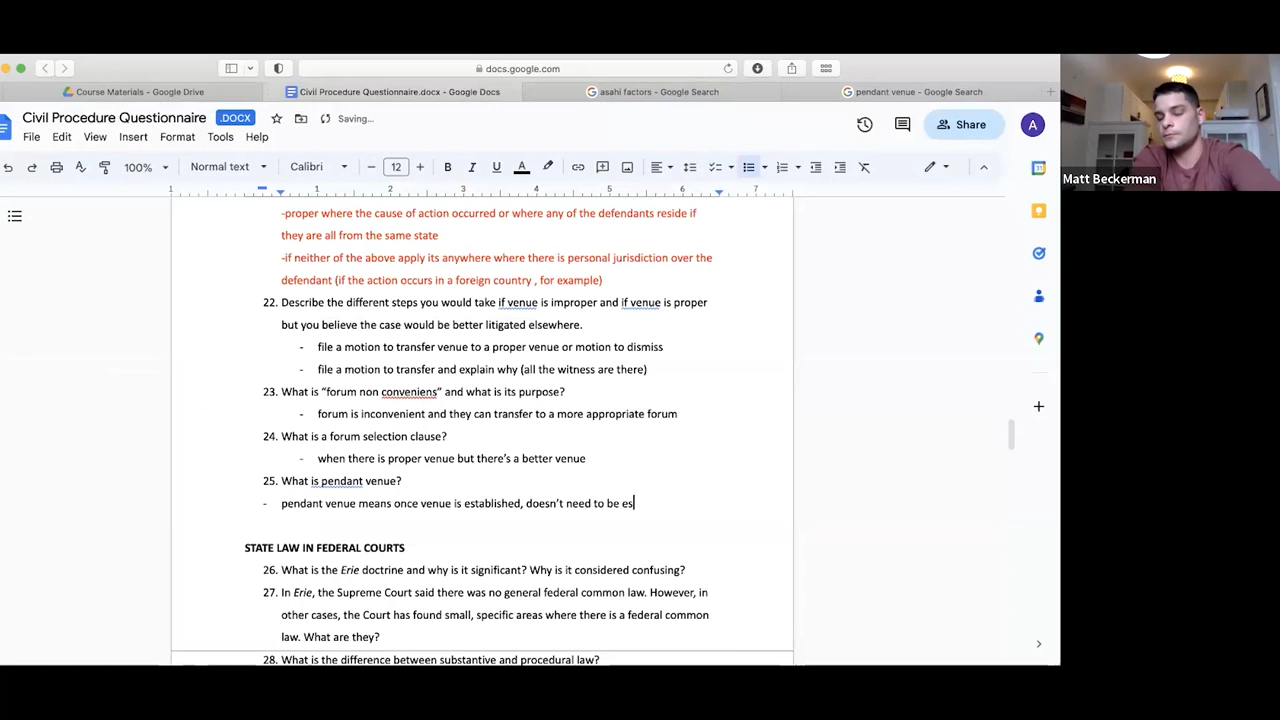 docs.google.com
Course Materials - Google Drive
Civil Procedure Questionnaire.docx - Google Docs
asahi factors - Google Search
pendant venue - Google Search
Civil Procedure Questionnaire
.DOCX
Saving...
File Edit View Insert Format Tools Help
Share
A
Matt Beckerman
100%
Normal text
Calibri
12
B I U A
1 1 2 3 4 5 6 7
-proper where the cause of action occurred or where any of the defendants reside if
they are all from the same state
-if neither of the above apply its anywhere where there is personal jurisdiction over the
defendant (if the action occurs in a foreign country , for example)
22. Describe the different steps you would take if venue is improper and if venue is proper
but you believe the case would be better litigated elsewhere.
- file a motion to transfer venue to a proper venue or motion to dismiss
- file a motion to transfer and explain why (all the witness are there)
23. What is “forum non conveniens” and what is its purpose?
- forum is inconvenient and they can transfer to a more appropriate forum
24. What is a forum selection clause?
- when there is proper venue but there’s a better venue
25. What is pendant venue?
- pendant venue means once venue is established, doesn’t need to be es
STATE LAW IN FEDERAL COURTS
26. What is the Erie doctrine and why is it significant? Why is it considered confusing?
27. In Erie, the Supreme Court said there was no general federal common law. However, in
other cases, the Court has found small, specific areas where there is a federal common
law. What are they?
28. What is the difference between substantive and procedural law?